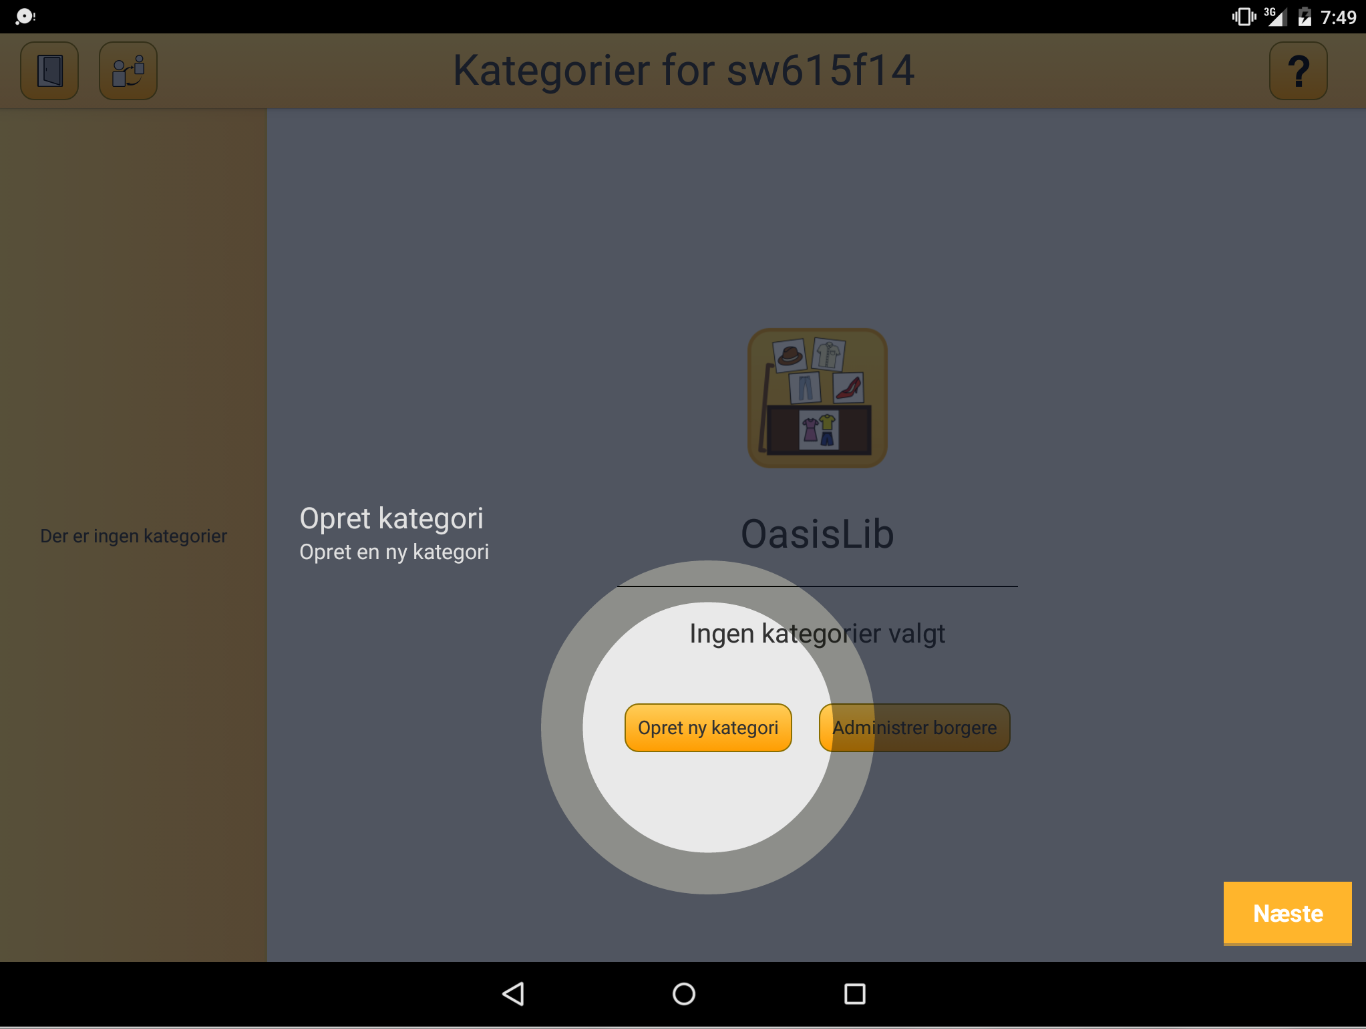 3G 7:49
Kategorier for sw615f14
?
Der er ingen kategorier
Opret kategori
Opret en ny kategori
OasisLib
Ingen kategorier valgt
Opret ny kategori
Administrer borgere
Næste